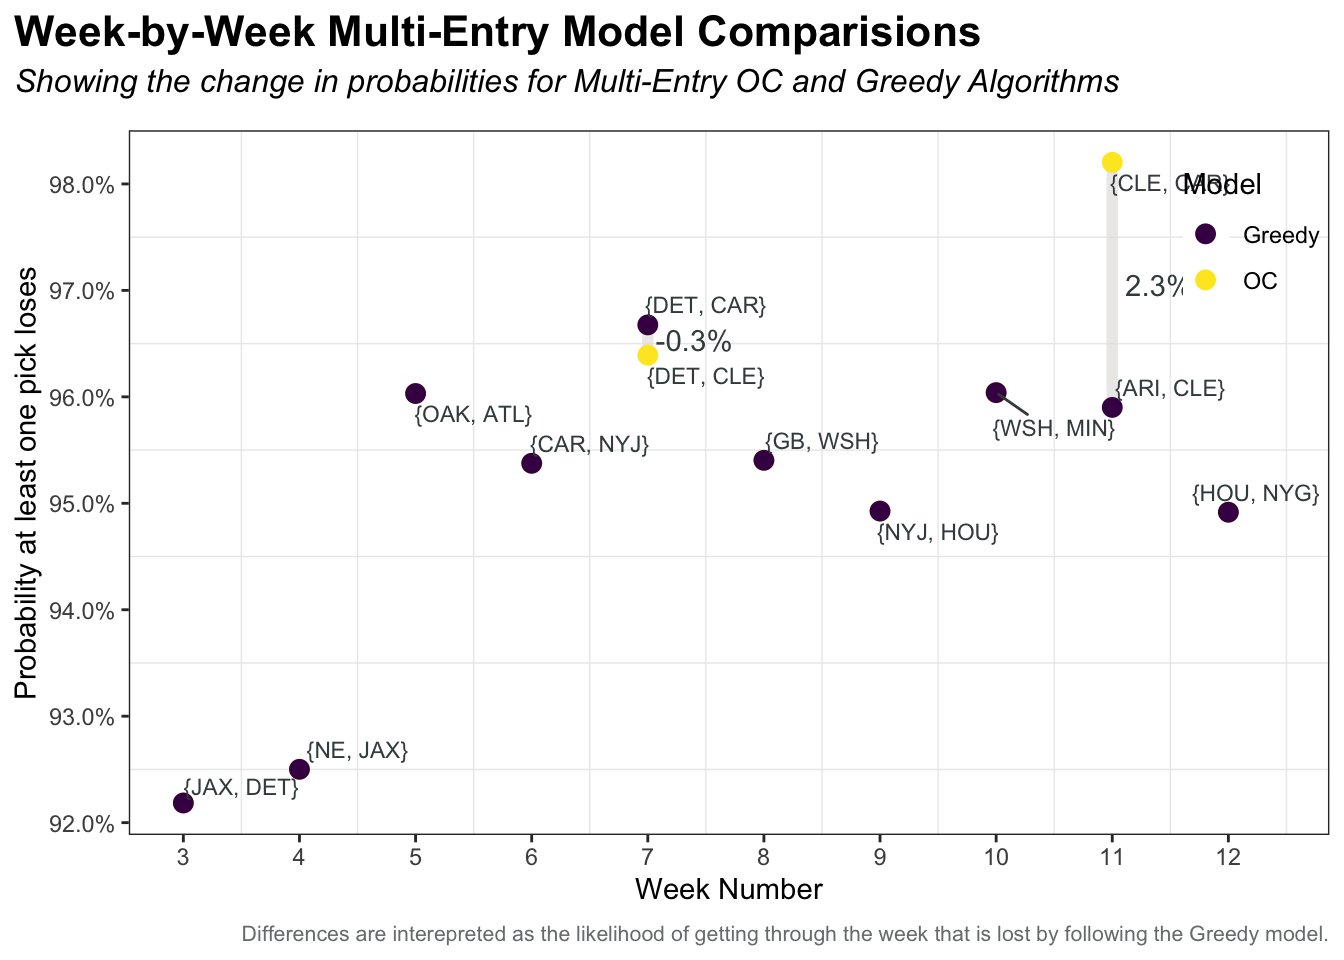 Week-by-Week Multi-Entry Model Comparisions
Showing the change in probabilities for Multi-Entry OC and Greedy Algorithms
Probability at least one pick loses
98.0%
97.0%
96.0%
95.0%
94.0%
93.0%
92.0%
{JAX, DET}
{NE, JAX}
{OAK, ATL}
{CAR, NYJ}
{DET, CAR}
-0.3%
{DET, CLE}
{GB, WSH}
{NYJ, HOU}
{WSH, MIN}
{CLE, CAR}
2.3%
{ARI, CLE}
{HOU, NYG}
Model
Greedy
OC
3 4 5 6 7 8 9 10 11 12
Week Number
Differences are interepreted as the likelihood of getting through the week that is lost by following the Greedy model.